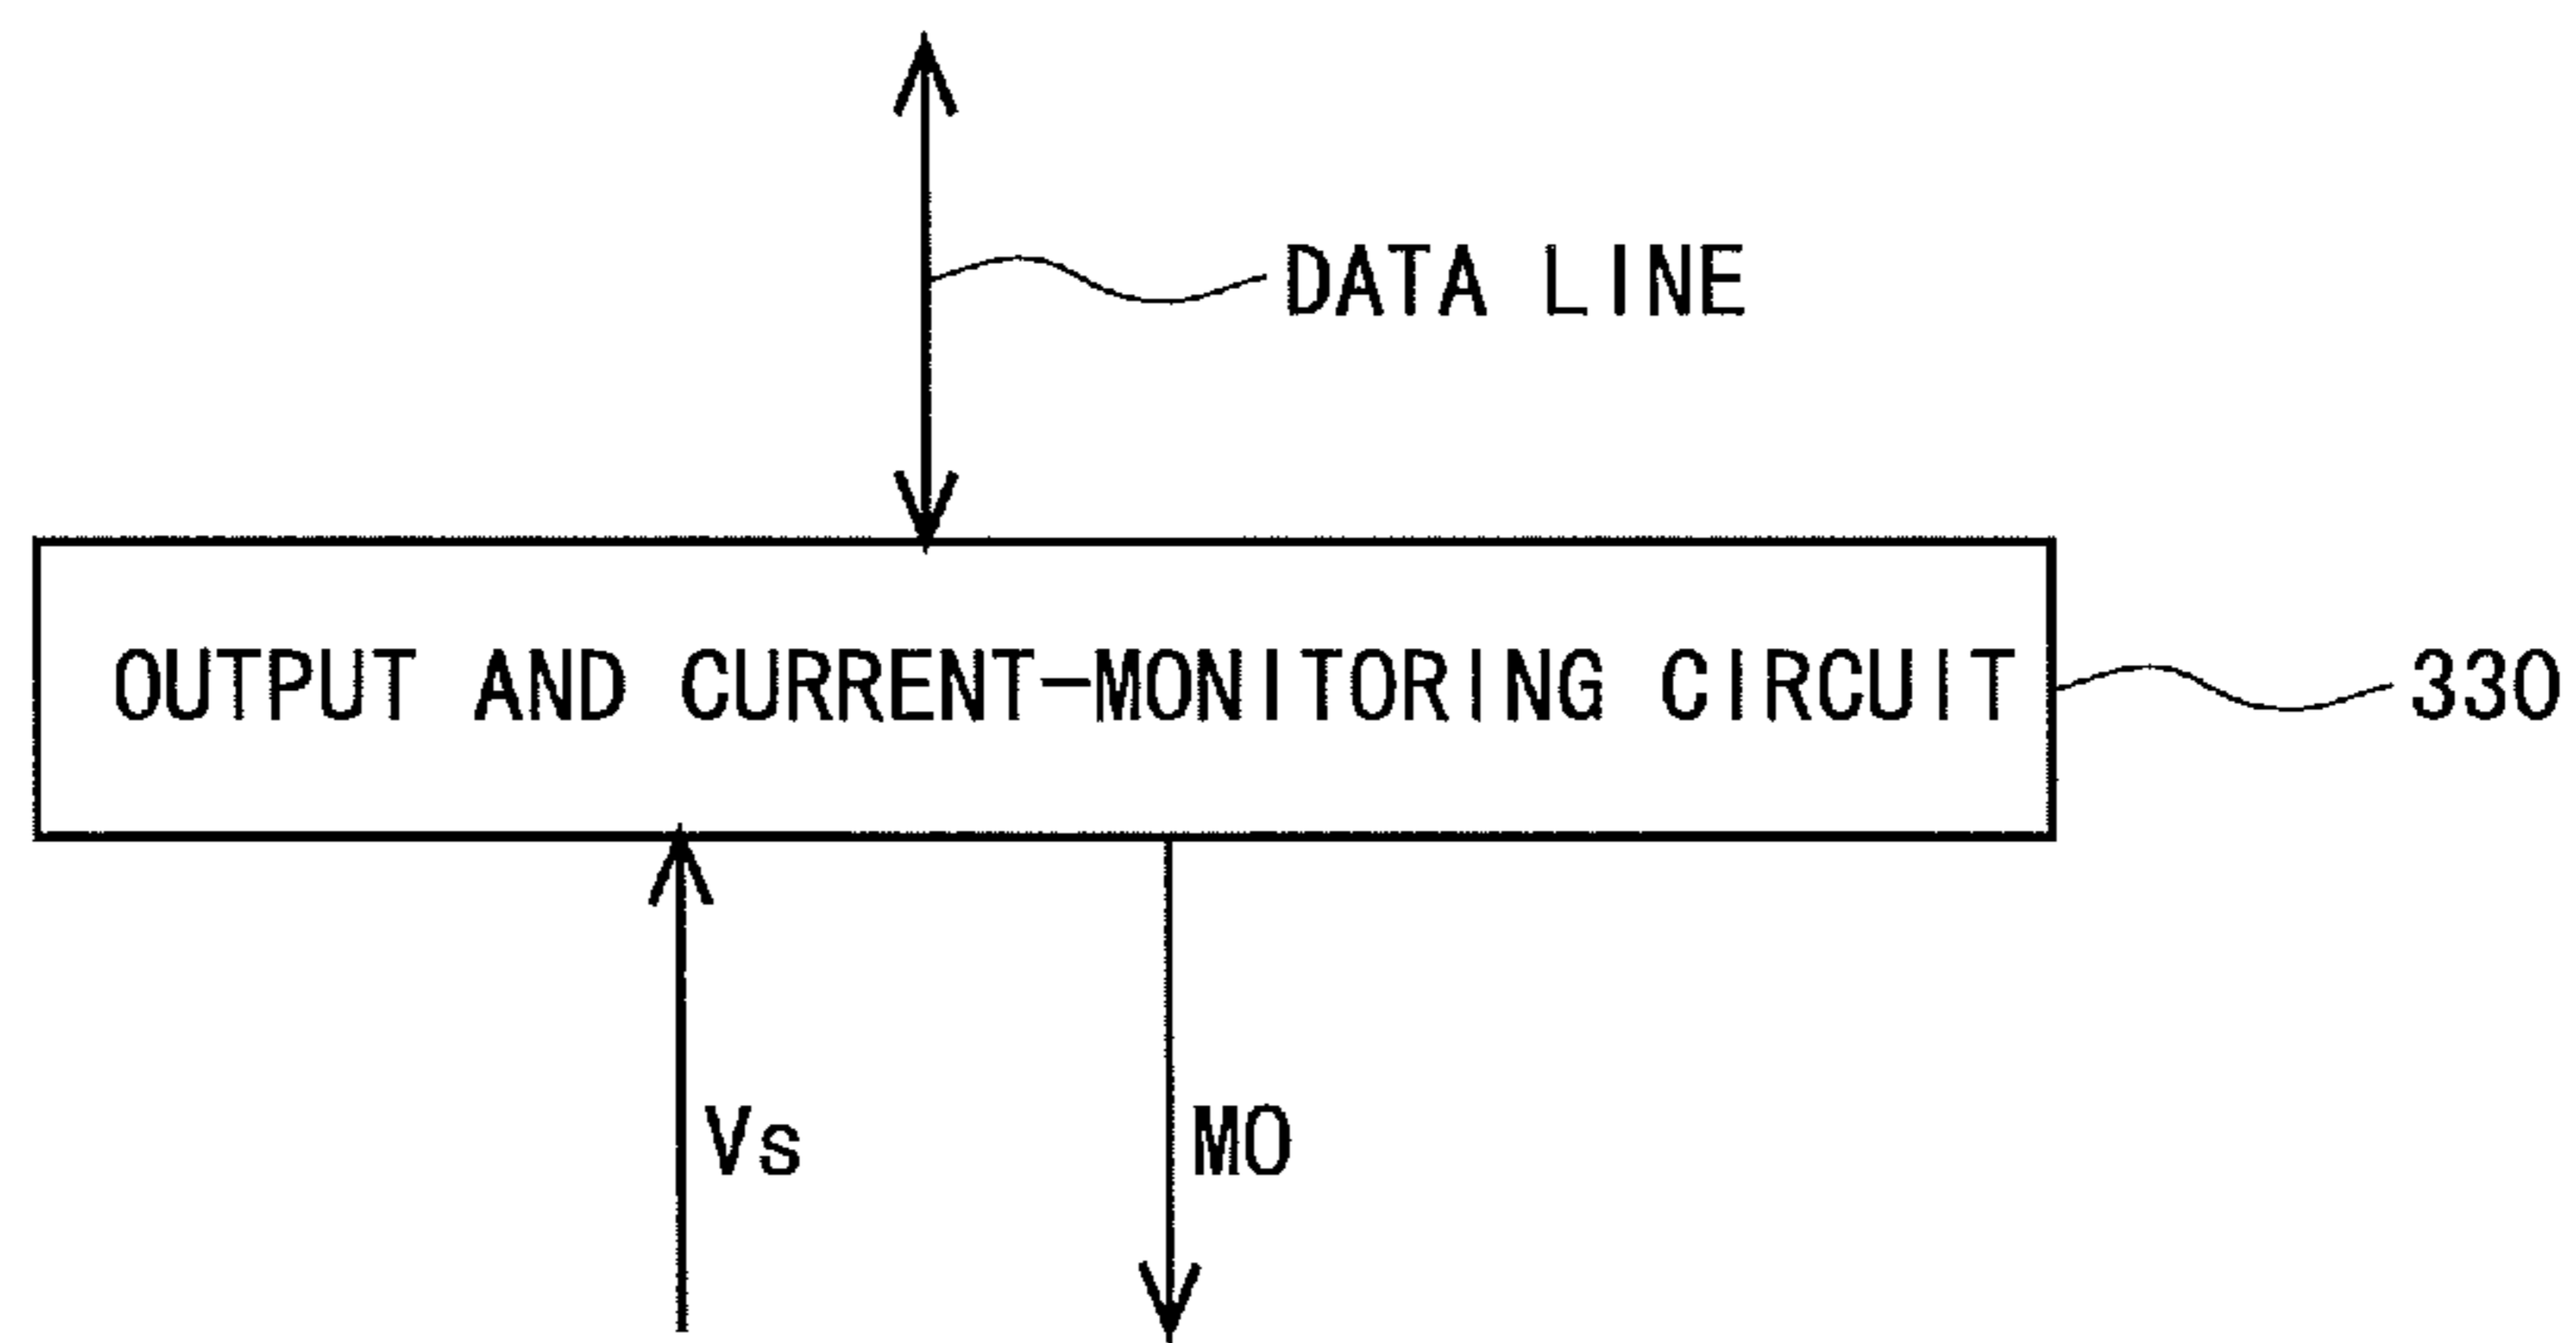 DATA LINE
OUTPUT AND CURRENT-MONITORING CIRCUIT
330
Vs
MO